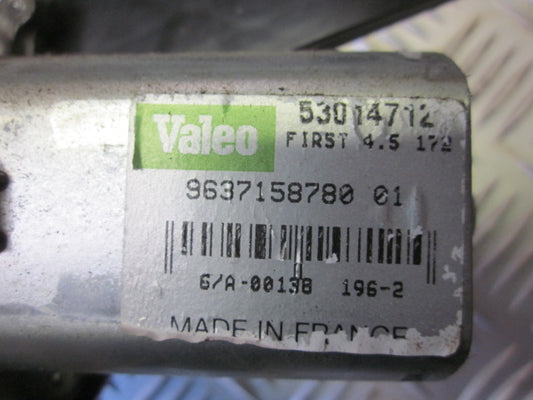 Valeo
53014712
FIRST 4.5 172
9637158780 01
G/A-00138 196-2
MADE IN FRANCE